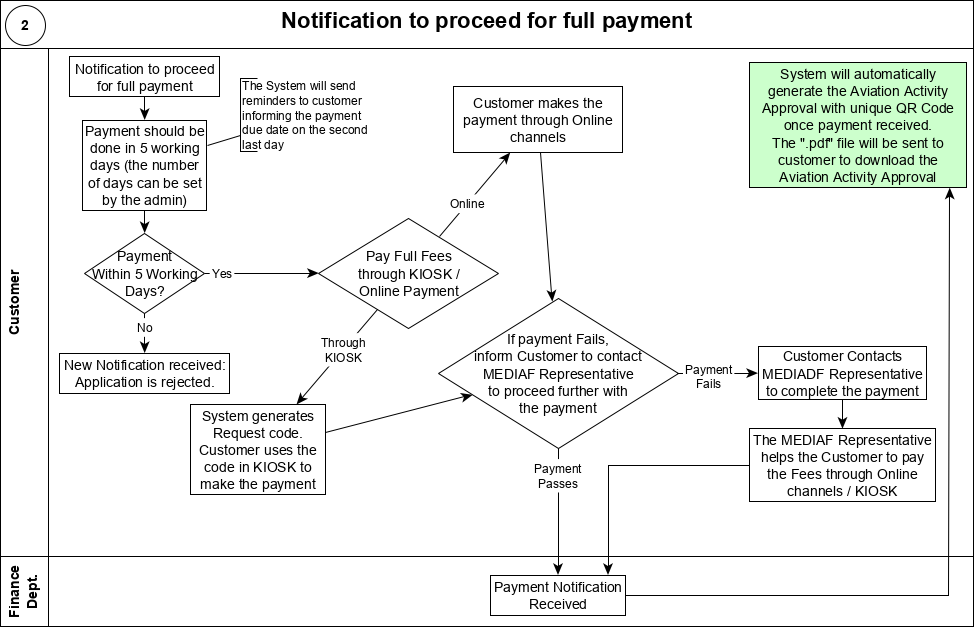 2
Notification to proceed for full payment
Customer
Notification to proceed
for full payment
The System will send
reminders to customer
informing the payment
due date on the second
last day
Payment should be
done in 5 working
days (the number
of days can be set
by the admin)
Payment
Within 5 Working
Days?
Yes
No
New Notification received:
Application is rejected.
Pay Full Fees
through KIOSK /
Online Payment
Online
Through
KIOSK
Customer makes the
payment through Online
channels
System generates
Request code.
Customer uses the
code in KIOSK to
make the payment
If payment Fails,
inform Customer to contact
MEDIAF Representative
to proceed further with
the payment
Payment
Fails
Payment
Passes
Customer Contacts
MEDIADF Representative
to complete the payment
The MEDIAF Representative
helps the Customer to pay
the Fees through Online
channels / KIOSK
System will automatically
generate the Aviation Activity
Approval with unique QR Code
once payment received.
The ".pdf" file will be sent to
customer to download the
Aviation Activity Approval
Finance
Dept.
Payment Notification
Received